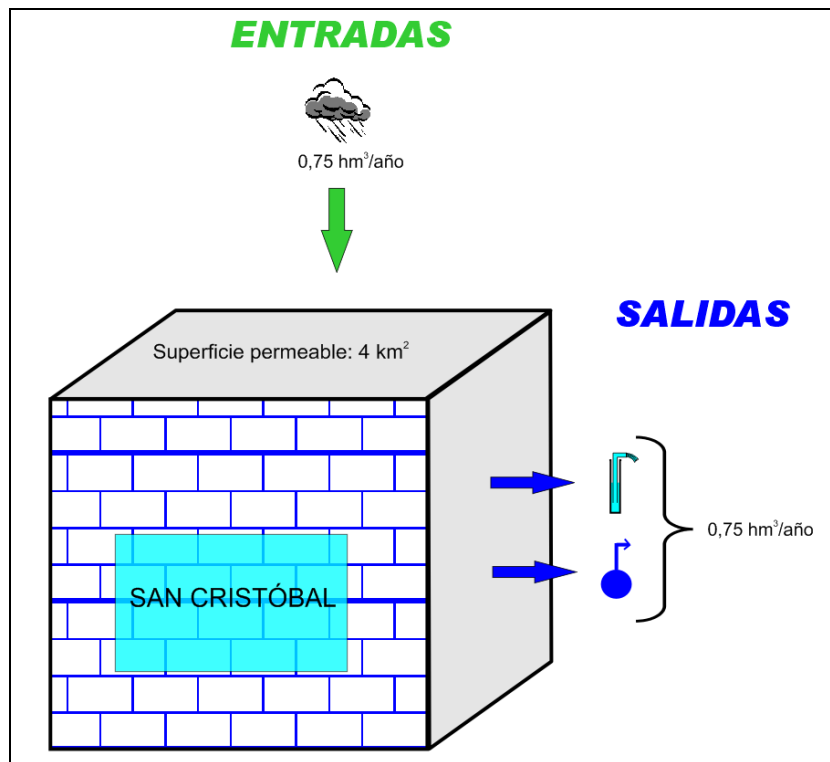 ENTRADAS
0,75 hm³/año
SALIDAS
Superficie permeable: 4 km²
0,75 hm³/año
SAN CRISTÓBAL